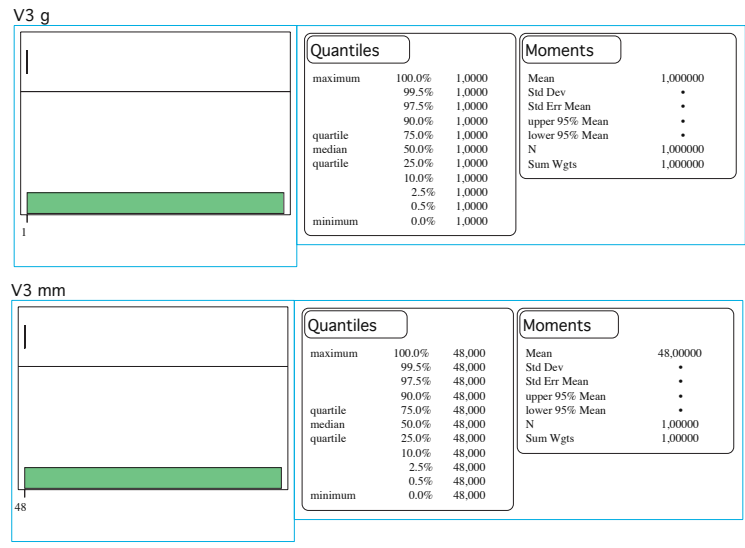 V3 g
1
Quantiles
maximum 100.0% 1,0000
99.5% 1,0000
97.5% 1,0000
90.0% 1,0000
quartile 75.0% 1,0000
median 50.0% 1,0000
quartile 25.0% 1,0000
10.0% 1,0000
2.5% 1,0000
0.5% 1,0000
minimum 0.0% 1,0000
Moments
Mean 1,000000
Std Dev •
Std Err Mean •
upper 95% Mean •
lower 95% Mean •
N 1,000000
Sum Wgts 1,000000
V3 mm
48
Quantiles
maximum 100.0% 48,000
99.5% 48,000
97.5% 48,000
90.0% 48,000
quartile 75.0% 48,000
median 50.0% 48,000
quartile 25.0% 48,000
10.0% 48,000
2.5% 48,000
0.5% 48,000
minimum 0.0% 48,000
Moments
Mean 48,00000
Std Dev •
Std Err Mean •
upper 95% Mean •
lower 95% Mean •
N 1,00000
Sum Wgts 1,00000